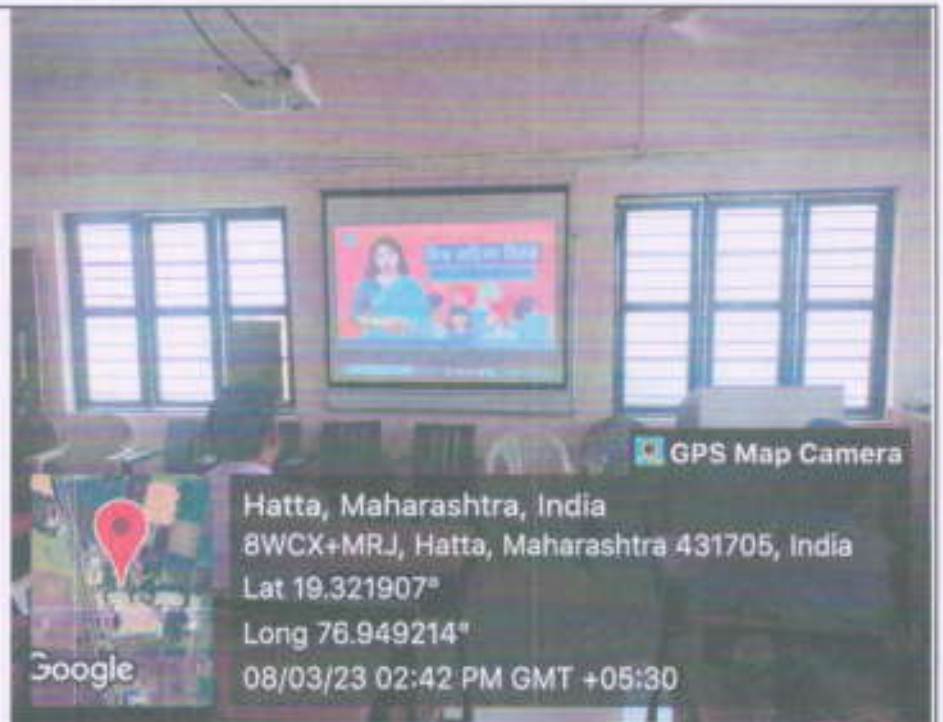 GPS Map Camera
Hatta, Maharashtra, India
8WCX+MRJ, Hatta, Maharashtra 431705, India
Lat 19.321907°
Long 76.949214°
08/03/23 02:42 PM GMT +05:30
Google